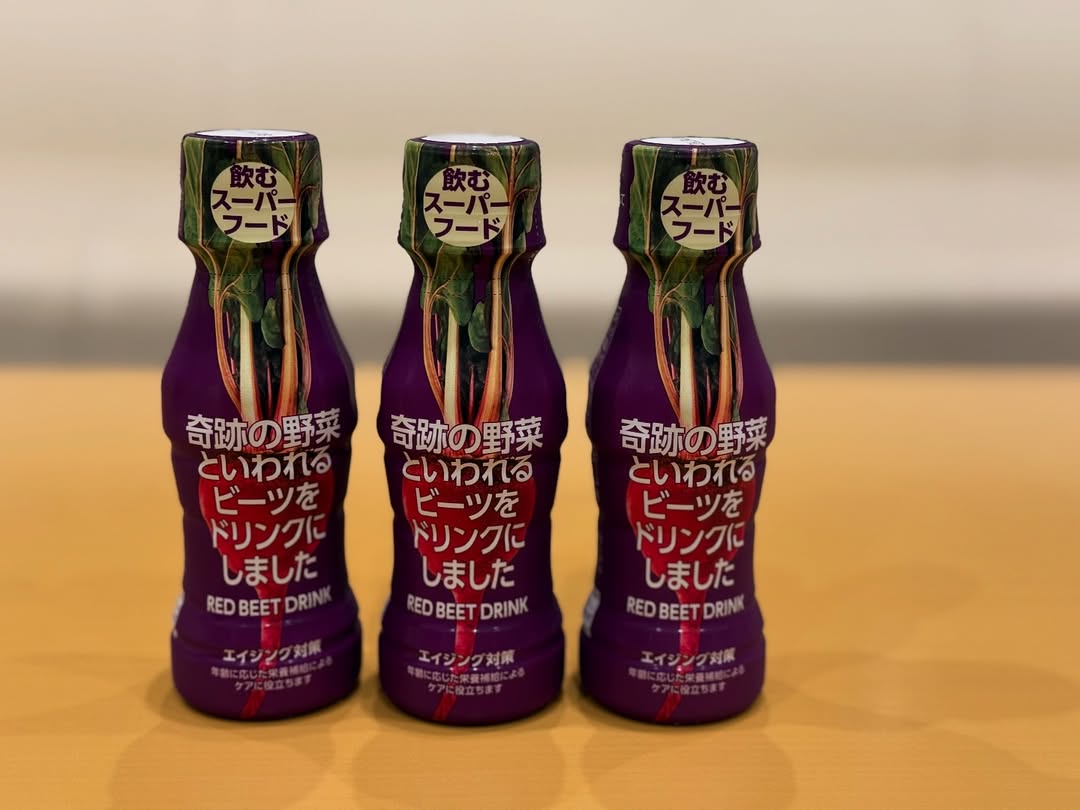 飲む
スーパー
フード
奇跡の野菜
といわれる
ビーツを
ドリンクに
しました
RED BEET DRINK
エイジング対策
年齢に応じた栄養補給による
ケアに役立ちます
飲む
スーパー
フード
奇跡の野菜
といわれる
ビーツを
ドリンクに
しました
RED BEET DRINK
エイジング対策
年齢に応じた栄養補給による
ケアに役立ちます
飲む
スーパー
フード
奇跡の野菜
といわれる
ビーツを
ドリンクに
しました
RED BEET DRINK
エイジング対策
年齢に応じた栄養補給による
ケアに役立ちます